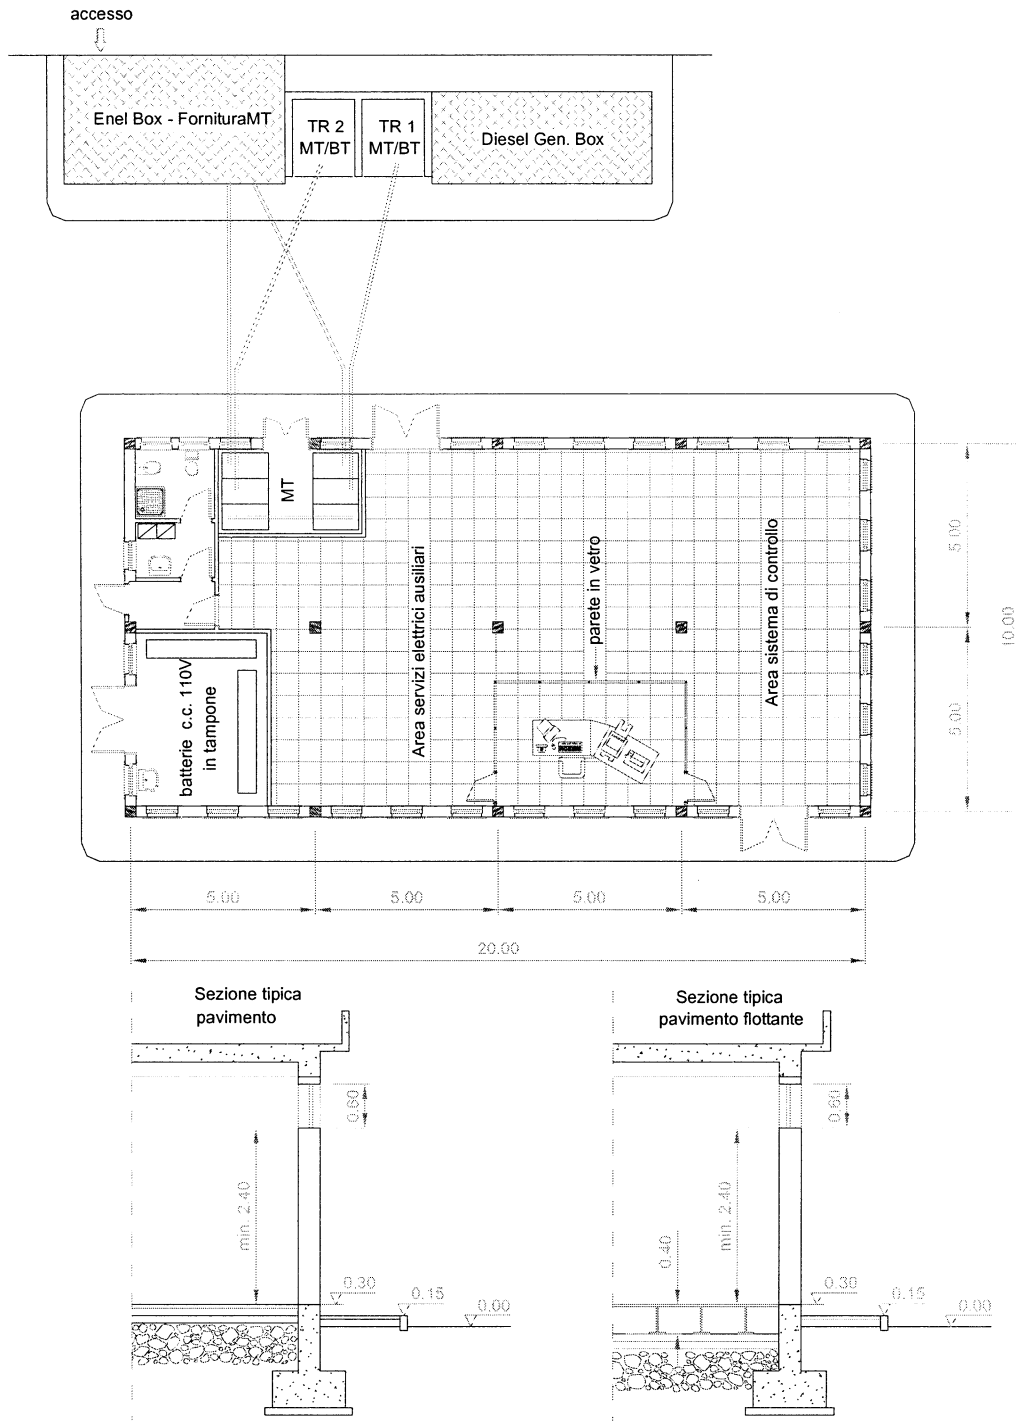 accesso
Enel Box - FornituraMT
TR 2
MT/BT
TR 1
MT/BT
Diesel Gen. Box
MT
Area servizi elettrici ausiliari
parete in vetro
Area sistema di controllo
batterie c.c. 110V
in tampone
5.00
5.00
10.00
5.00
5.00
5.00
5.00
20.00
Sezione tipica
pavimento
0.60
min. 2.40
0.30
0.15
0.00
Sezione tipica
pavimento flottante
0.60
min. 2.40
0.40
0.30
0.15
0.00